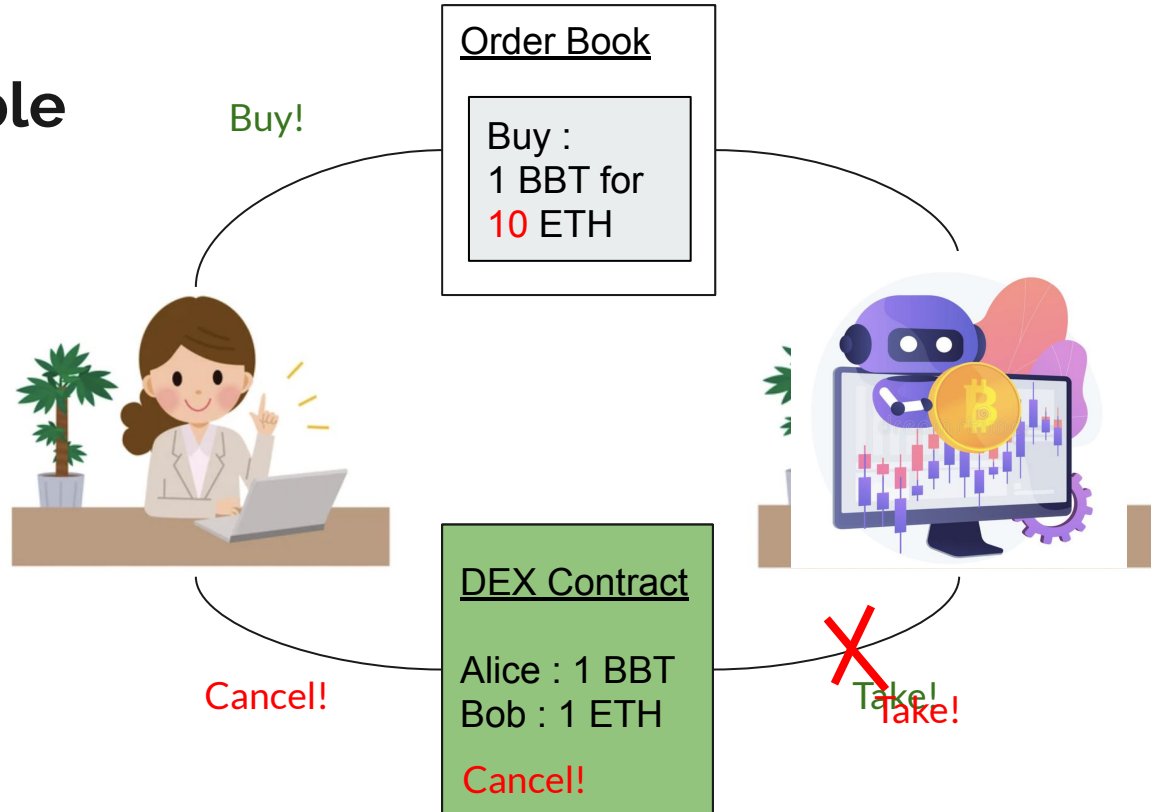 Order Book
Buy!
Buy :
1 BBT for
10 ETH
DEX Contract
Alice : 1 BBT
Bob : 1 ETH
Cancel!
Cancel!
Take!
Take!